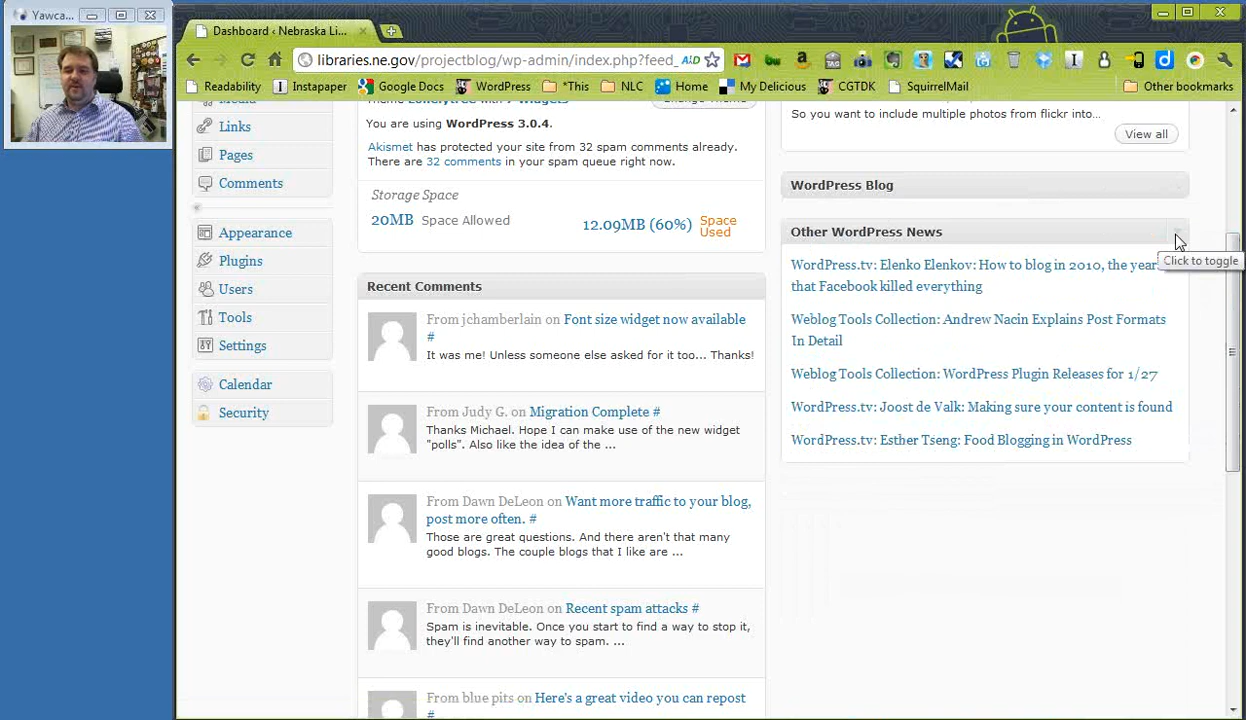 Yawca...
Dashboard ‹ Nebraska Li...
libraries.ne.gov/projectblog/wp-admin/index.php?feed_
Readability
Instapaper
Google Docs
WordPress
*This
NLC
Home
My Delicious
CGTDK
SquirrelMail
Other bookmarks
Links
Pages
Comments
Appearance
Plugins
Users
Tools
Settings
Calendar
Security
You are using WordPress 3.0.4.
Akismet has protected your site from 32 spam comments already.
There are 32 comments in your spam queue right now.
Storage Space
20MB Space Allowed
12.09MB (60%) Space
Used
Recent Comments
From jchamberlain on Font size widget now available
#
It was me! Unless someone else asked for it too... Thanks!
From Judy G. on Migration Complete #
Thanks Michael. Hope I can make use of the new widget
"polls". Also like the idea of the ...
From Dawn DeLeon on Want more traffic to your blog,
post more often. #
Those are great questions. And there aren't that many
good blogs. The couple blogs that I like are ...
From Dawn DeLeon on Recent spam attacks #
Spam is inevitable. Once you start to find a way to stop it,
they'll find another way to spam. ...
From blue pits on Here's a great video you can repost
#
So you want to include multiple photos from flickr into...
View all
WordPress Blog
Other WordPress News
Click to toggle
WordPress.tv: Elenko Elenkov: How to blog in 2010, the year
that Facebook killed everything
Weblog Tools Collection: Andrew Nacin Explains Post Formats
In Detail
Weblog Tools Collection: WordPress Plugin Releases for 1/27
WordPress.tv: Joost de Valk: Making sure your content is found
WordPress.tv: Esther Tseng: Food Blogging in WordPress